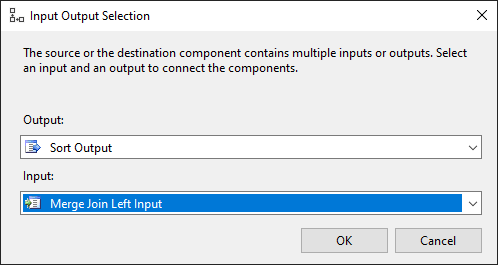 Input Output Selection
The source or the destination component contains multiple inputs or outputs. Select
an input and an output to connect the components.
Output:
Sort Output
Input:
Merge Join Left Input
OK
Cancel